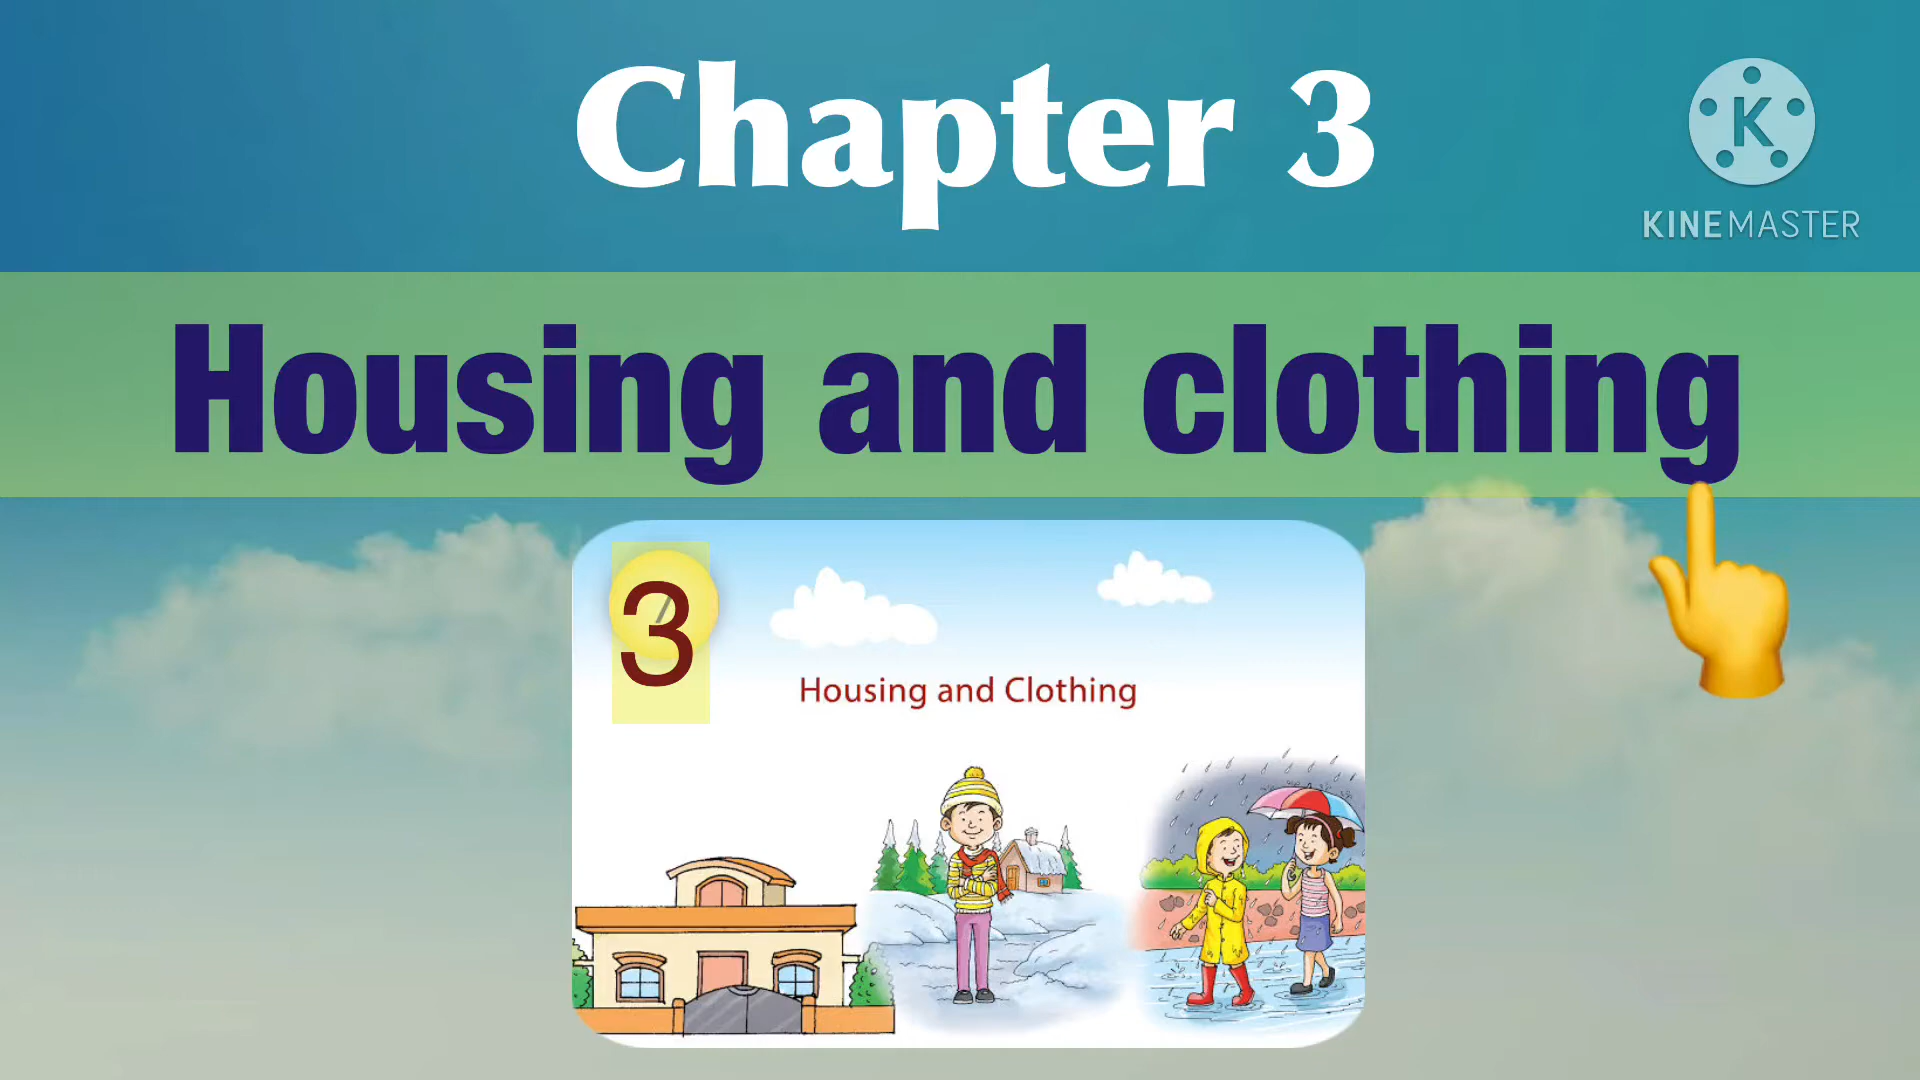 Chapter 3
K
KINEMASTER
Housing and clothing
3
Housing and Clothing